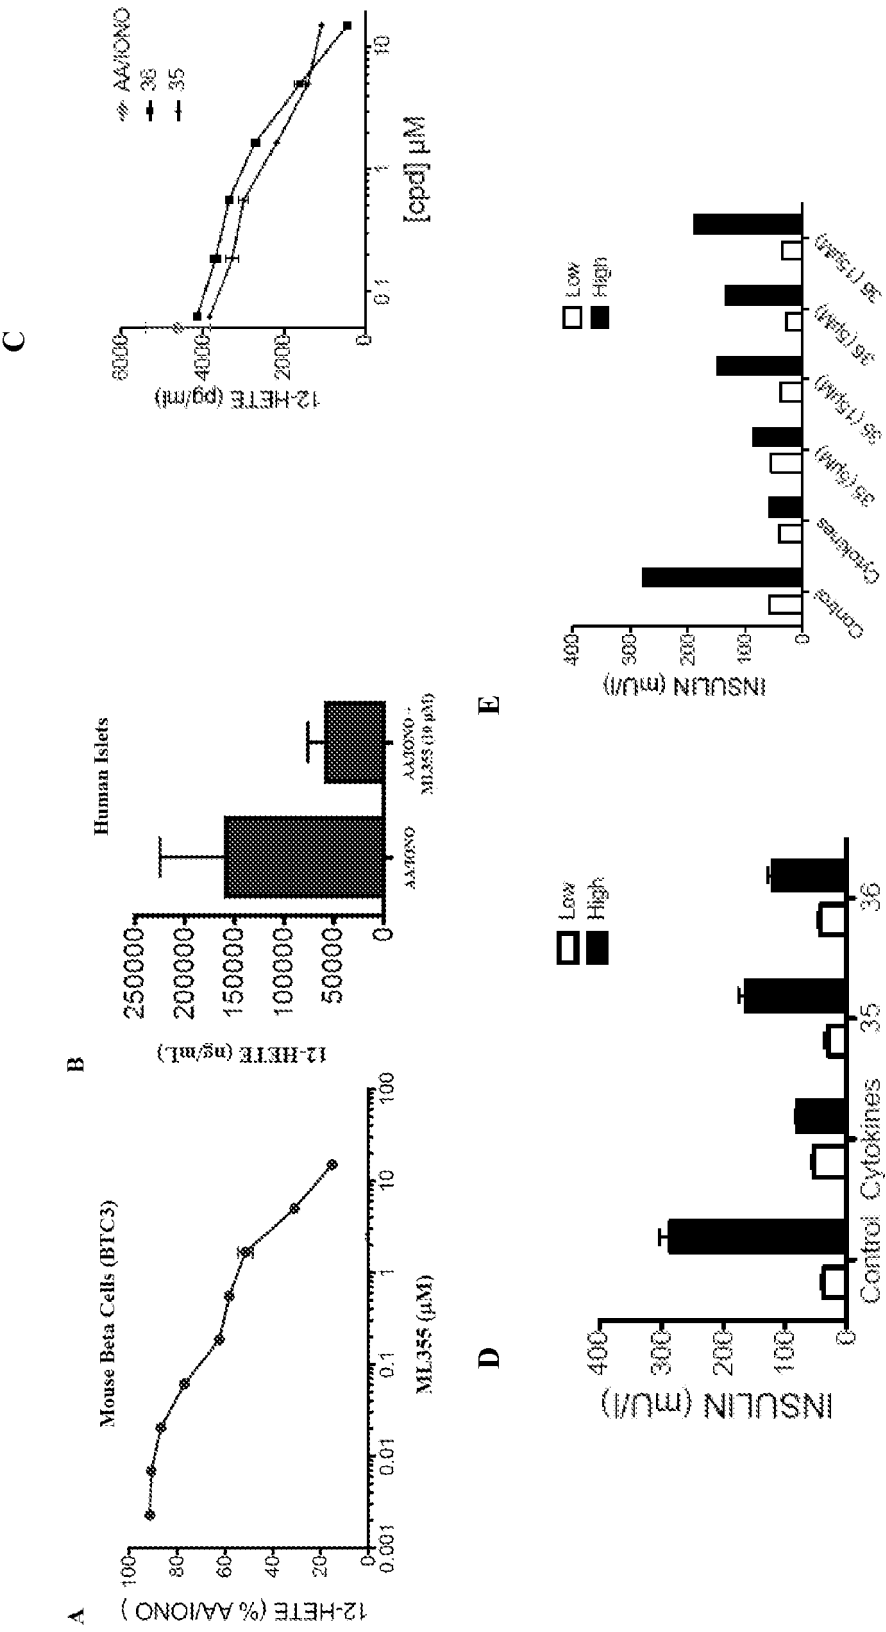 A
Mouse Beta Cells (BTC3)
12-HETE (% AA/IONO )
100
80
60
40
20
0
0.001
0.01
0.1
1
10
100
ML355 (µM)
B
Human Islets
12-HETE (ng/mL)
250000
200000
150000
100000
50000
0
AA/IONO
AA/IONO +
ML355 (10 µM)
C
AA/IONO
36
35
12-HETE (pg/ml)
6000
4000
2000
0
0.1
1
10
[cpd] µM
D
Low
High
INSULIN (mU/l)
400
300
200
100
0
Control
Cytokines
35
36
E
Low
High
INSULIN (mU/l)
400
300
200
100
0
Control
Cytokines
35 (5µM)
35 (15µM)
36 (5µM)
36 (15µM)